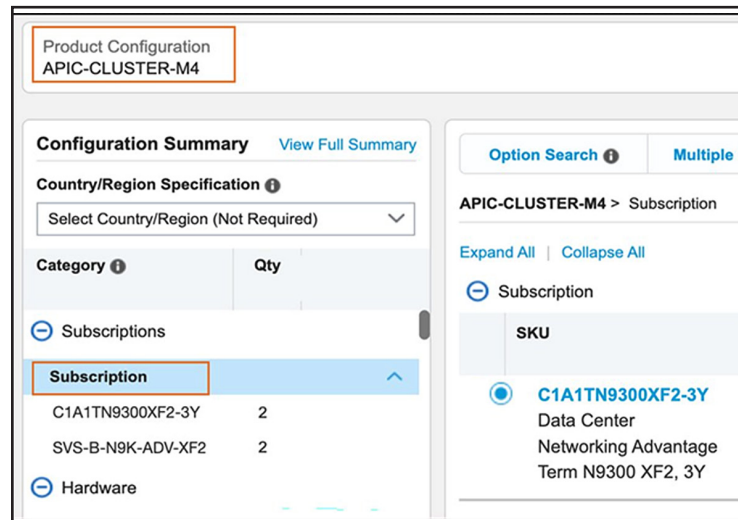 Product Configuration
APIC-CLUSTER-M4
Configuration Summary View Full Summary
Country/Region Specification
Select Country/Region (Not Required)
Category Qty
Subscriptions
Subscription
C1A1TN9300XF2-3Y 2
SVS-B-N9K-ADV-XF2 2
Hardware
Option Search Multiple
APIC-CLUSTER-M4 > Subscription
Expand All | Collapse All
Subscription
SKU
C1A1TN9300XF2-3Y
Data Center
Networking Advantage
Term N9300 XF2, 3Y